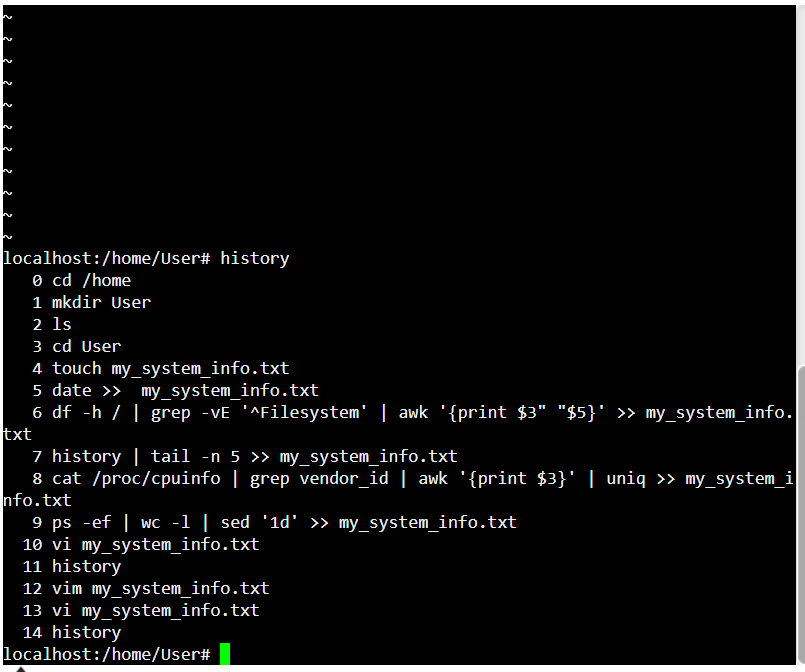 ~
~
~
~
~
~
~
~
~
~
~
localhost:/home/User# history
   0 cd /home
   1 mkdir User
   2 ls
   3 cd User
   4 touch my_system_info.txt
   5 date >>  my_system_info.txt
   6 df -h / | grep -vE '^Filesystem' | awk '{print $3" "$5}' >> my_system_info.
txt
   7 history | tail -n 5 >> my_system_info.txt
   8 cat /proc/cpuinfo | grep vendor_id | awk '{print $3}' | uniq >> my_system_i
nfo.txt
   9 ps -ef | wc -l | sed '1d' >> my_system_info.txt
  10 vi my_system_info.txt
  11 history
  12 vim my_system_info.txt
  13 vi my_system_info.txt
  14 history
localhost:/home/User#